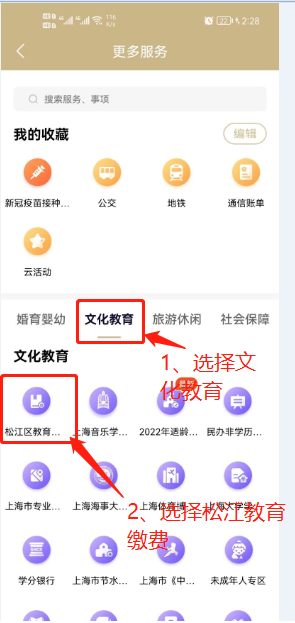 2:28
更多服务
搜索服务、事项
我的收藏
编辑
新冠疫苗接种...
公交
地铁
通信账单
云活动
婚育婴幼
文化教育
旅游休闲
社会保障
文化教育
1、选择文
化教育
松江区教育...
上海音乐学...
2022年适龄...
民办非学历...
上海市专业...
上海海事大...
上海体育博...
上海大学学...
2、选择松江教育
缴费
学分银行
上海市节水...
上海市《中...
未成年人专区